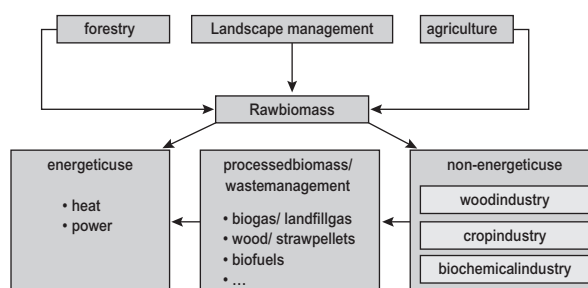 forestry
Landscape management
agriculture
Rawbiomass
energeticuse
• heat
• power
processedbiomass/
wastemanagement
• biogas/ landfillgas
• wood/ strawpellets
• biofuels
• ...
non-energeticuse
woodindustry
cropindustry
biochemicalindustry